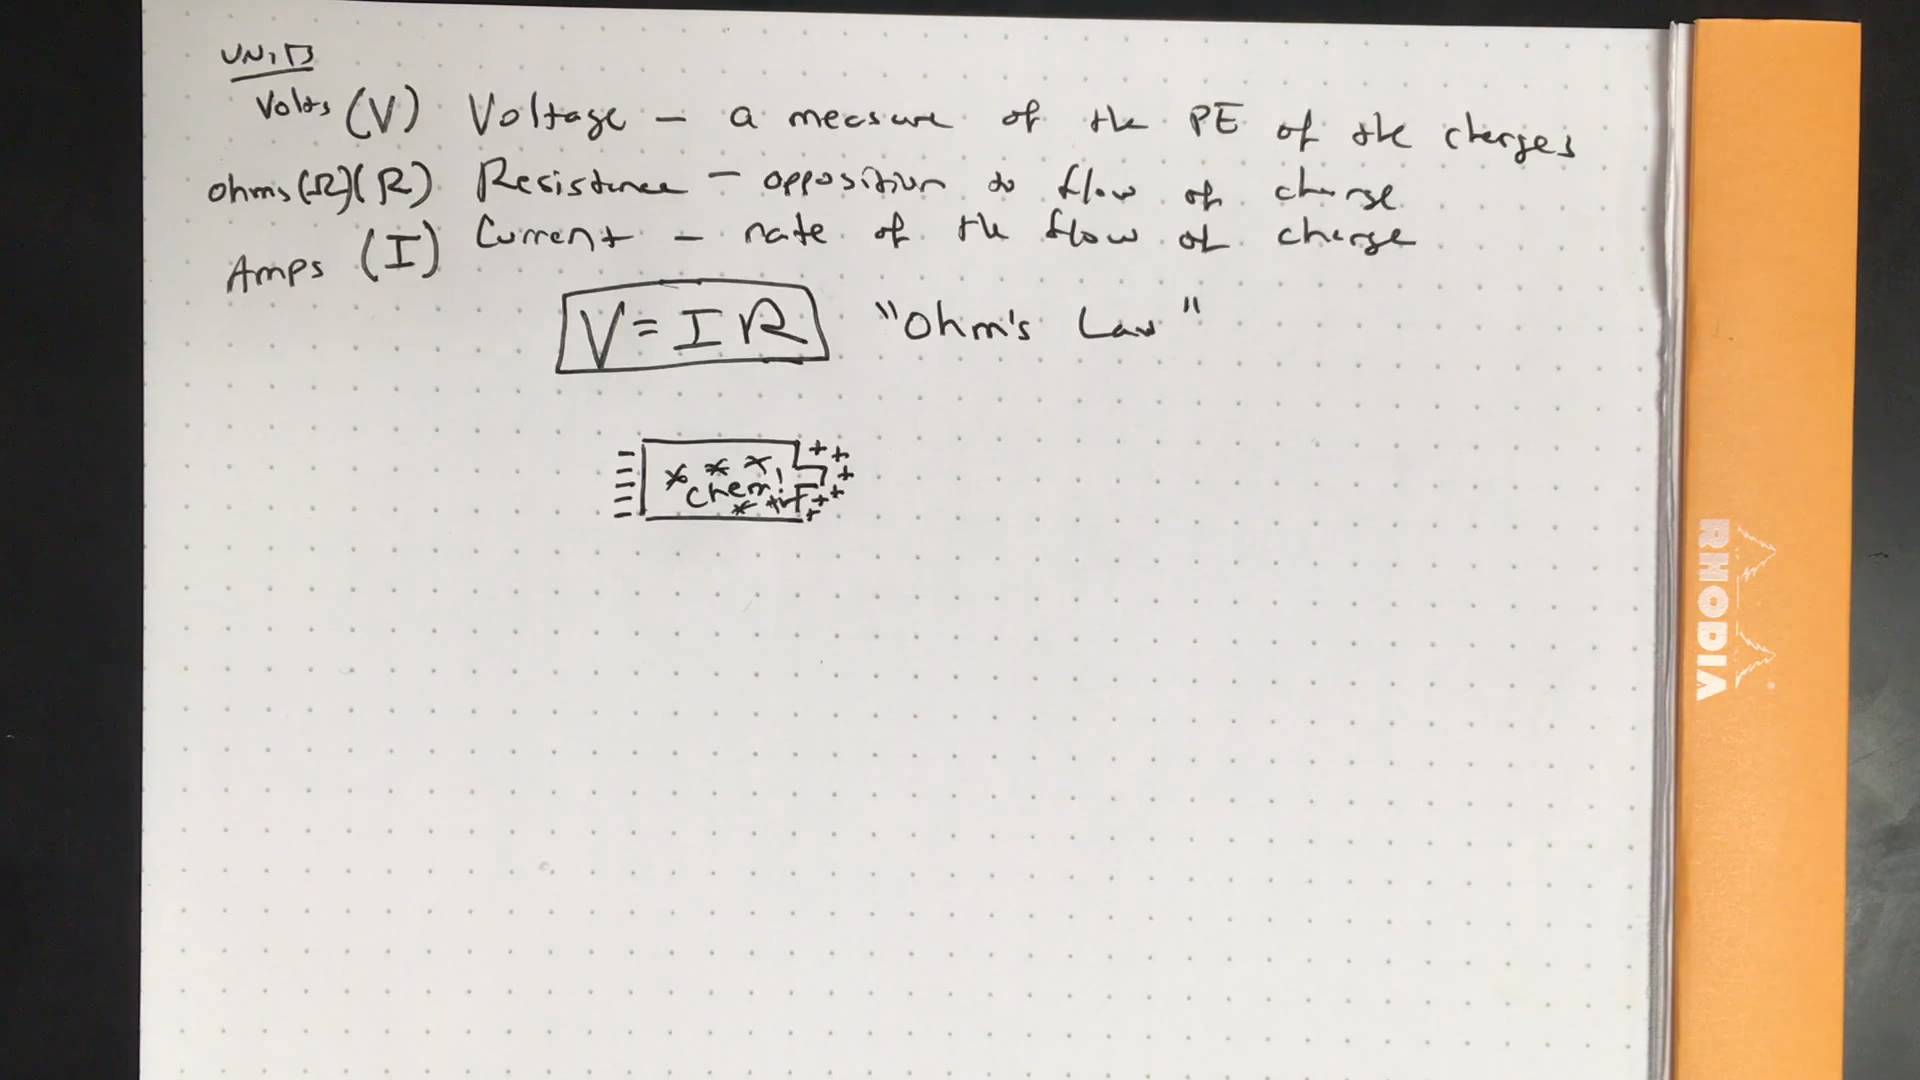 UNITS
Volts (V) Voltage – a measure of the PE of the charges
ohms (Ω) (R) Resistance – opposition to flow of charge
Amps (I) Current – rate of the flow of charge
V = IR "Ohm's Law"
– – – – – chem! + + + + + + +
RHODIA